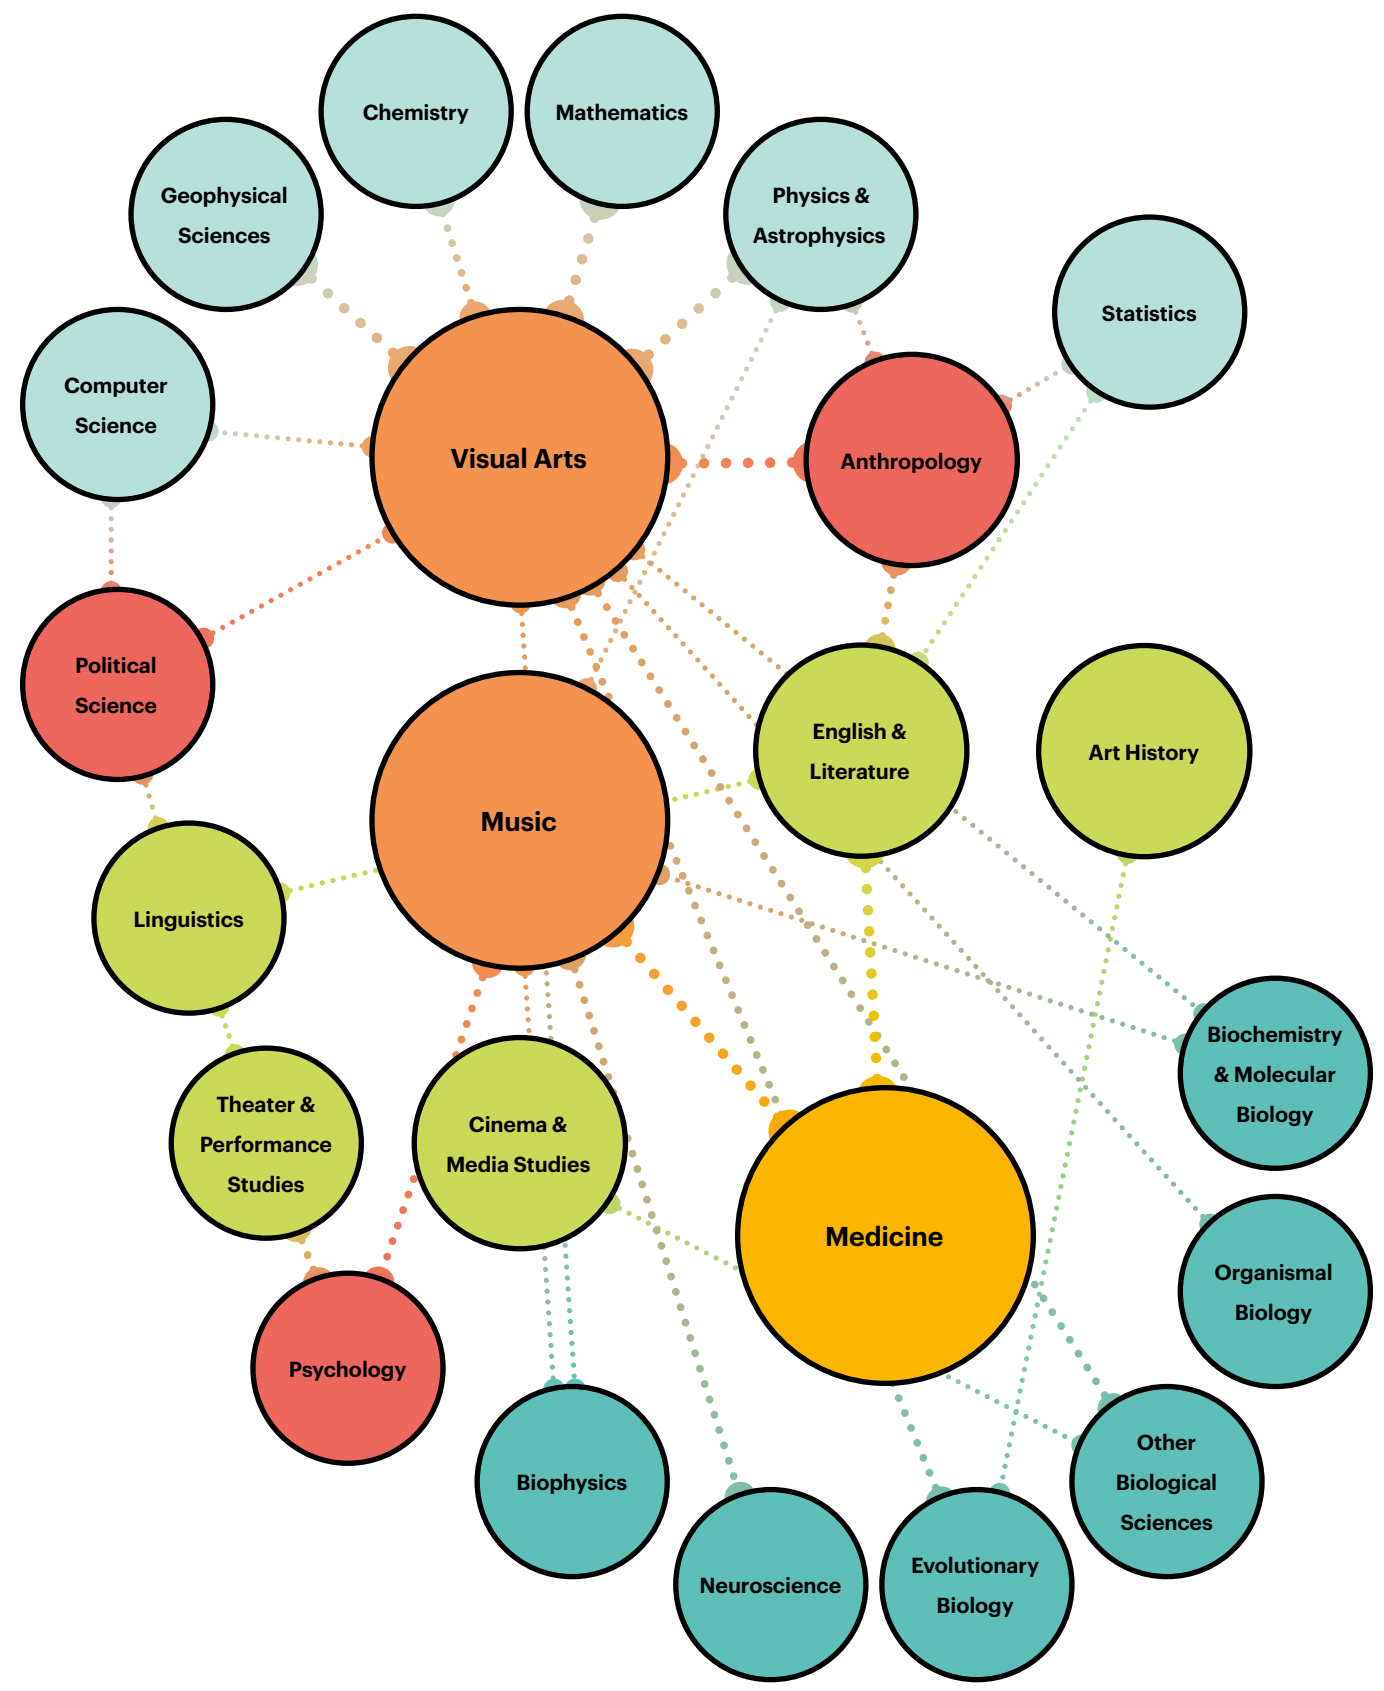 Chemistry
Mathematics
Geophysical
Sciences
Physics &
Astrophysics
Statistics
Computer
Science
Visual Arts
Anthropology
Political
Science
English &
Literature
Art History
Music
Linguistics
Biochemistry
& Molecular
Biology
Theater &
Performance
Studies
Cinema &
Media Studies
Medicine
Organismal
Biology
Psychology
Biophysics
Other
Biological
Sciences
Neuroscience
Evolutionary
Biology